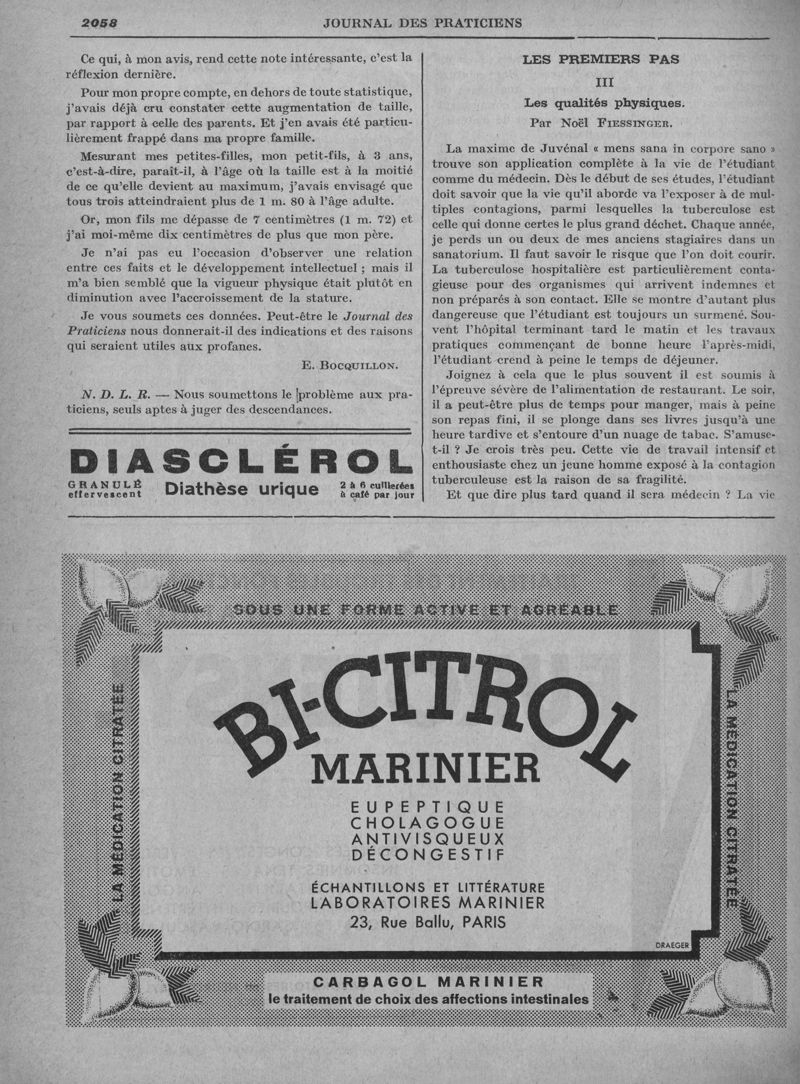 2058
JOURNAL DES PRATICIENS
Ce qui, à mon avis, rend cette note intéressante, c'est la
réflexion dernière.
Pour mon propre compte, en dehors de toute statistique,
j'avais déjà cru constater cette augmentation de taille,
par rapport à celle des parents. Et j'en avais été particu-
lièrement frappé dans ma propre famille.
Mesurant mes petites-filles, mon petit-fils, à 3 ans,
c'est-à-dire, paraît-il, à l'âge où la taille est à la moitié
de ce qu'elle devient au maximum, j'avais envisagé que
tous trois atteindraient plus de 1 m. 80 à l'âge adulte.
Or, mon fils me dépasse de 7 centimètres (1 m. 72) et
j'ai moi-même dix centimètres de plus que mon père.
Je n'ai pas eu l'occasion d'observer une relation
entre ces faits et le développement intellectuel ; mais il
m'a bien semblé que la vigueur physique était plutôt en
diminution avec l'accroissement de la stature.
Je vous soumets ces données. Peut-être le Journal des
Praticiens nous donnerait-il des indications et des raisons
qui seraient utiles aux profanes.
E. BOCQUILLON.
N. D. L. R. — Nous soumettons le problème aux pra-
ticiens, seuls aptes à juger des descendances.
DIASCLÉROL
GRANULÉ
effervescent
Diathèse urique
2 à 6 cuillerées
à café par jour
LES PREMIERS PAS
III
Les qualités physiques.
Par Noël FIESSINGER.
La maxime de Juvénal « mens sana in corpore sano »
trouve son application complète à la vie de l'étudiant
comme du médecin. Dès le début de ses études, l'étudiant
doit savoir que la vie qu'il aborde va l'exposer à de mul-
tiples contagions, parmi lesquelles la tuberculose est
celle qui donne certes le plus grand déchet. Chaque année,
je perds un ou deux de mes anciens stagiaires dans un
sanatorium. Il faut savoir le risque que l'on doit courir.
La tuberculose hospitalière est particulièrement conta-
gieuse pour des organismes qui arrivent indemnes et
non préparés à son contact. Elle se montre d'autant plus
dangereuse que l'étudiant est toujours un surmené. Sou-
vent l'hôpital terminant tard le matin et les travaux
pratiques commençant de bonne heure l'après-midi,
l'étudiant crend à peine le temps de déjeuner.
Joignez à cela que le plus souvent il est soumis à
l'épreuve sévère de l'alimentation de restaurant. Le soir,
il a peut-être plus de temps pour manger, mais à peine
son repas fini, il se plonge dans ses livres jusqu'à une
heure tardive et s'entoure d'un nuage de tabac. S'amuse-
t-il ? Je crois très peu. Cette vie de travail intensif et
enthousiaste chez un jeune homme exposé à la contagion
tuberculeuse est la raison de sa fragilité.
Et que dire plus tard quand il sera médecin ? La vie
SOUS UNE FORME ACTIVE ET AGRÉABLE
LA MÉDICATION CITRATÉE
BI-CITROL
MARINIER
EUPEPTIQUE
CHOLAGOGUE
ANTIVISQUEUX
DÉCONGESTIF
ÉCHANTILLONS ET LITTÉRATURE
LABORATOIRES MARINIER
23, Rue Ballu, PARIS
DRAEGER
LA MÉDICATION CITRATÉE
CARBAGOL MARINIER
le traitement de choix des affections intestinales